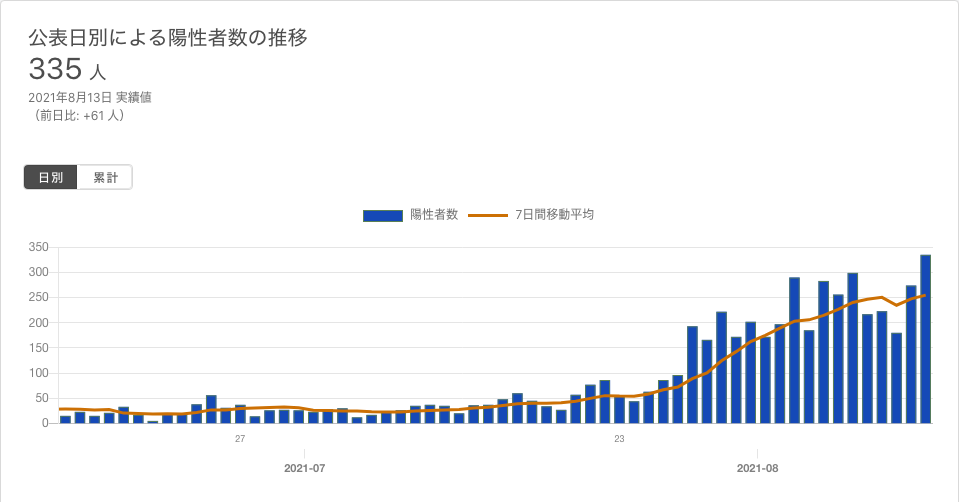 公表日別による陽性者数の推移
335 人
2021年8月13日 実績値
（前日比: +61 人）
日別 累計
陽性者数 7日間移動平均
350
300
250
200
150
100
50
0
27 23
2021-07 2021-08